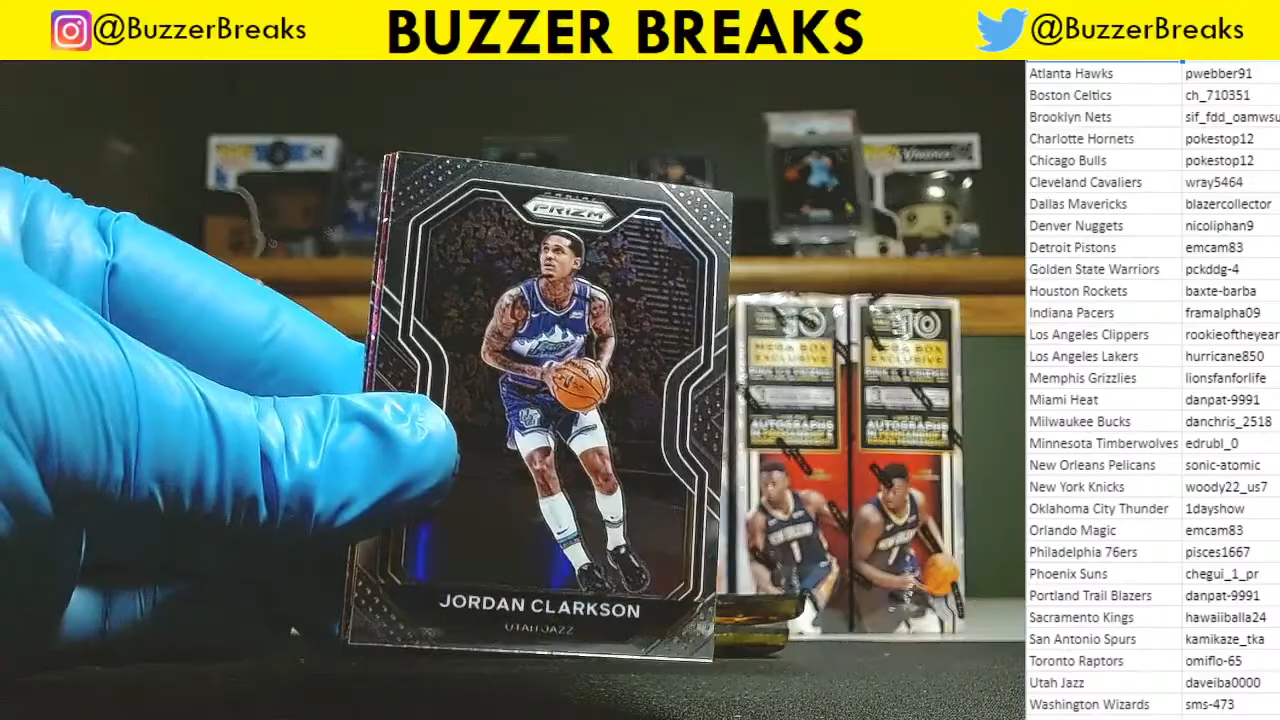 @BuzzerBreaks
BUZZER BREAKS
@BuzzerBreaks
PRIZM
JORDAN CLARKSON
UTAH JAZZ
10
MEGA BOX
EXCLUSIVE
AUTOGRAPHS
10
MEGA BOX
EXCLUSIVE
AUTOGRAPHS
Atlanta Hawks pwebber91
Boston Celtics ch_710351
Brooklyn Nets sif_fdd_oamwsu
Charlotte Hornets pokestop12
Chicago Bulls pokestop12
Cleveland Cavaliers wray5464
Dallas Mavericks blazercollector
Denver Nuggets nicoliphan9
Detroit Pistons emcam83
Golden State Warriors pckddg-4
Houston Rockets baxte-barba
Indiana Pacers framalpha09
Los Angeles Clippers rookieoftheyear
Los Angeles Lakers hurricane850
Memphis Grizzlies lionsfanforlife
Miami Heat danpat-9991
Milwaukee Bucks danchris_2518
Minnesota Timberwolves edrubl_0
New Orleans Pelicans sonic-atomic
New York Knicks woody22_us7
Oklahoma City Thunder 1dayshow
Orlando Magic emcam83
Philadelphia 76ers pisces1667
Phoenix Suns chegui_1_pr
Portland Trail Blazers danpat-9991
Sacramento Kings hawaiiballa24
San Antonio Spurs kamikaze_tka
Toronto Raptors omiflo-65
Utah Jazz daveiba0000
Washington Wizards sms-473